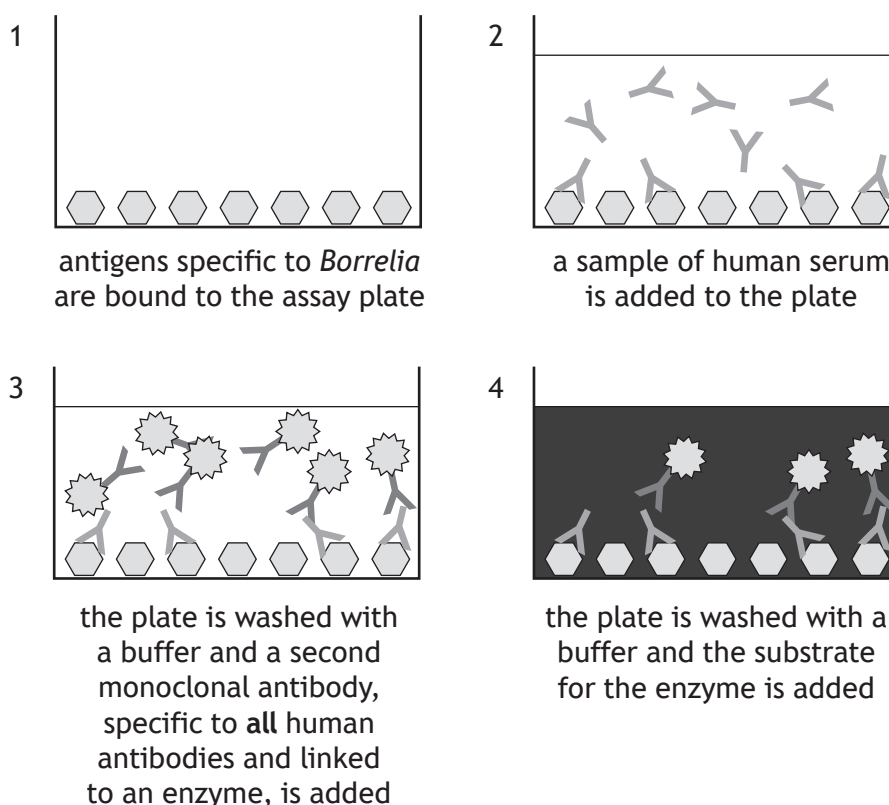 1
antigens specific to Borrelia
are bound to the assay plate
2
a sample of human serum
is added to the plate
3
the plate is washed with
a buffer and a second
monoclonal antibody,
specific to all human
antibodies and linked
to an enzyme, is added
4
the plate is washed with a
buffer and the substrate
for the enzyme is added